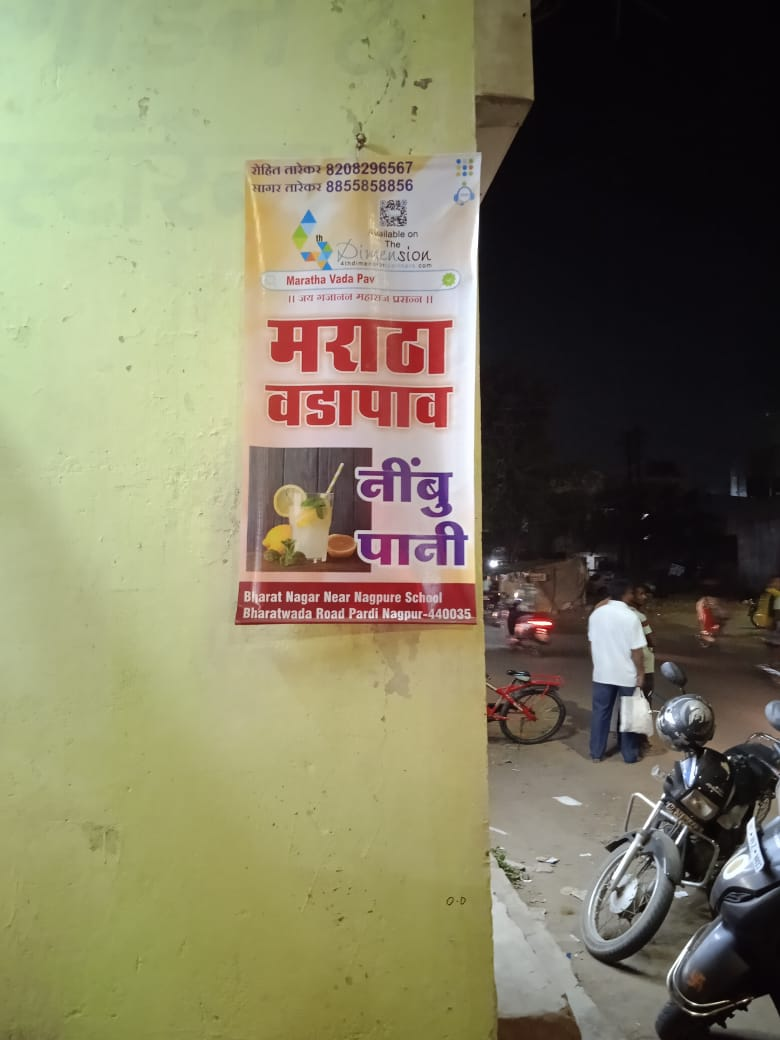 रोहित तारेकर 8208296567
सागर तारेकर 8855858856
Available on
The
4th Dimension
Maratha Vada Pav
।। जय गजानन महाराज प्रसन्न ।।
मराठा
वडापाव
नींबु
पानी
Bharat Nagar Near Nagpure School
Bharatwada Road Pardi Nagpur-440035